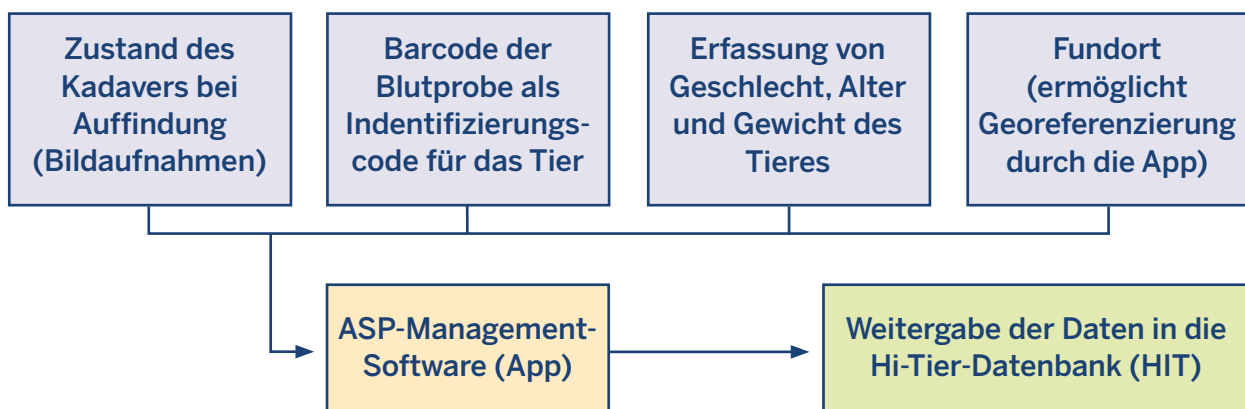 Zustand des
Kadavers bei
Auffindung
(Bildaufnahmen)
Barcode der
Blutprobe als
Indentifizierungs-
code für das Tier
Erfassung von
Geschlecht, Alter
und Gewicht des
Tieres
Fundort
(ermöglicht
Georeferenzierung
durch die App)
ASP-Management-
Software (App)
Weitergabe der Daten in die
Hi-Tier-Datenbank (HIT)